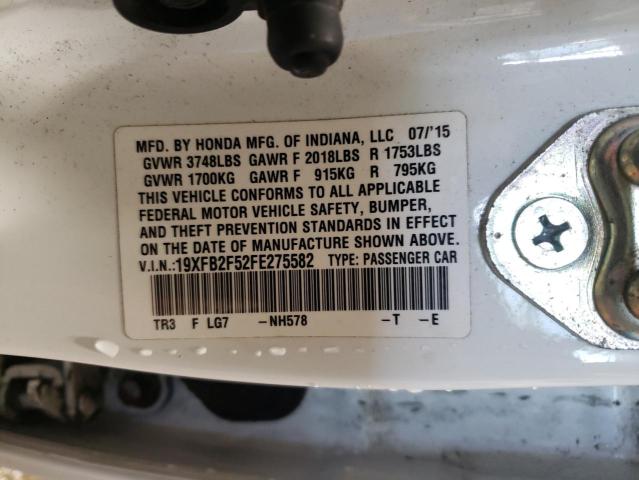 MFD. BY HONDA MFG. OF INDIANA, LLC 07/'15
GVWR 3748LBS GAWR F 2018LBS R 1753LBS
GVWR 1700KG GAWR F 915KG R 795KG
THIS VEHICLE CONFORMS TO ALL APPLICABLE
FEDERAL MOTOR VEHICLE SAFETY, BUMPER,
AND THEFT PREVENTION STANDARDS IN EFFECT
ON THE DATE OF MANUFACTURE SHOWN ABOVE.
V.I.N.:19XFB2F52FE275582 TYPE: PASSENGER CAR
TR3 F LG7 -NH578 -T -E